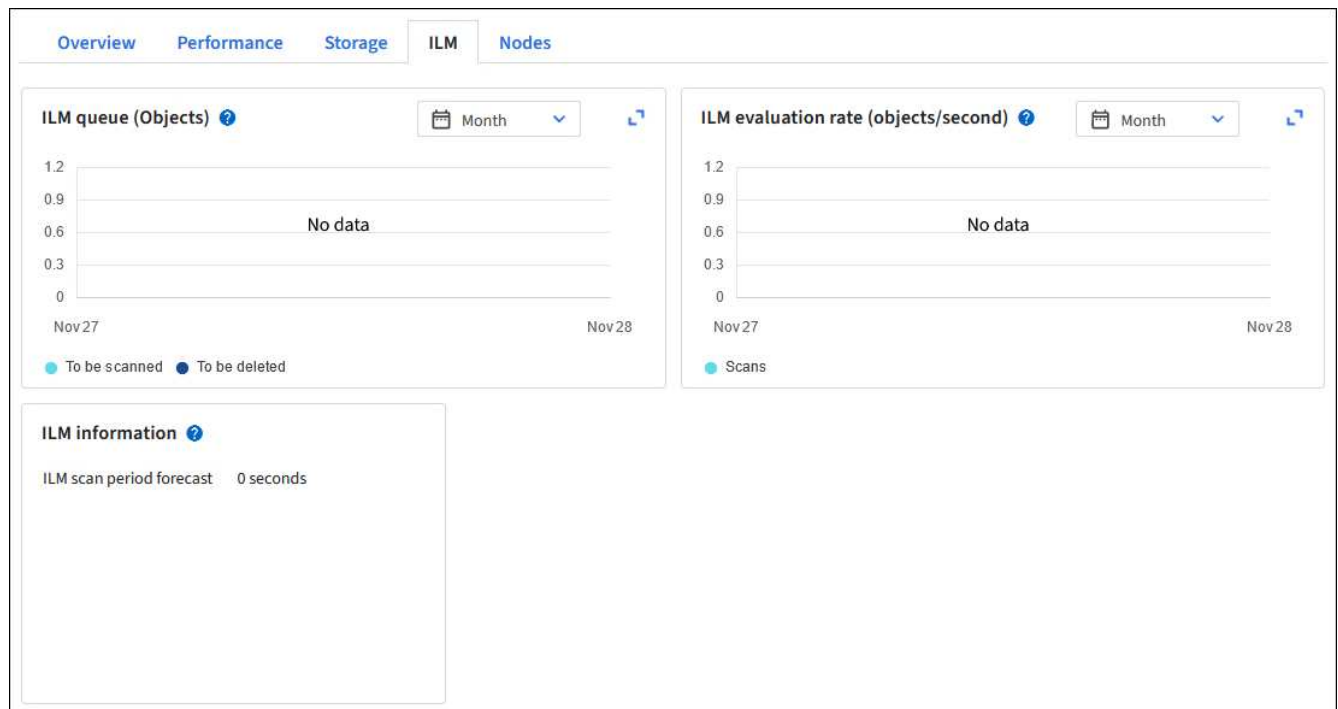 Overview Performance Storage ILM Nodes
ILM queue (Objects) ? Month
1.2
0.9
0.6
0.3
0
No data
Nov 27 Nov 28
To be scanned To be deleted
ILM evaluation rate (objects/second) ? Month
1.2
0.9
0.6
0.3
0
No data
Nov 27 Nov 28
Scans
ILM information ?
ILM scan period forecast 0 seconds